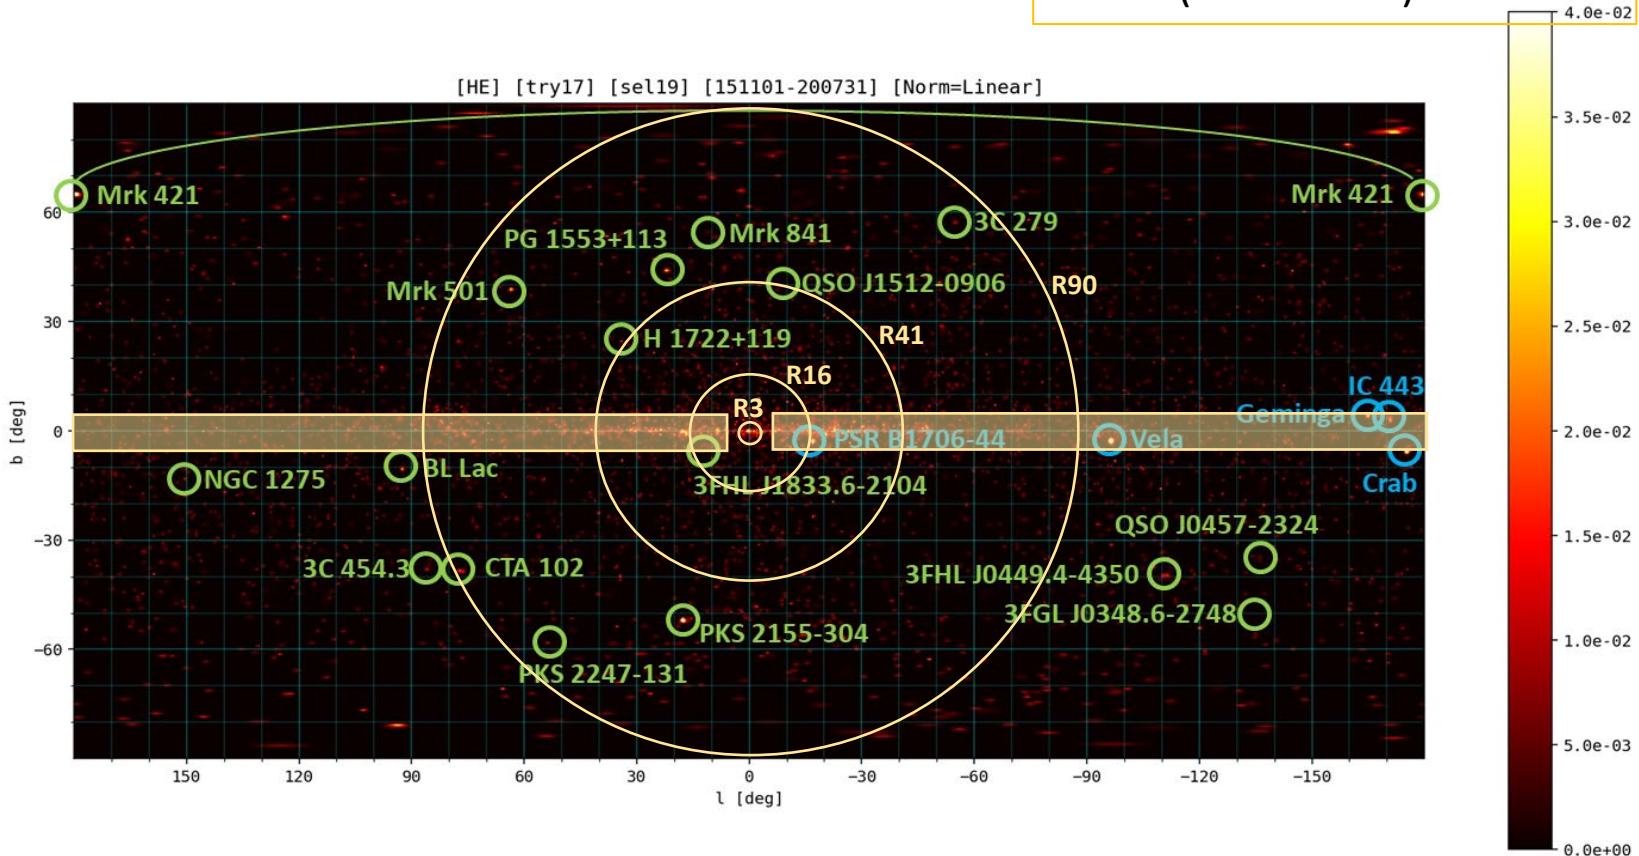 4.0e-02
[HE] [try17] [sel19] [151101-200731] [Norm=Linear]
3.5e-02
3.0e-02
2.5e-02
2.0e-02
1.5e-02
1.0e-02
5.0e-03
0.0e+00
Mrk 421
Mrk 421
60
3C 279
Mrk 841
PG 1553+113
QSO J1512-0906
R90
Mrk 501
30
R41
H 1722+119
R16
IC 443
R3
Geminga
b [deg]
0
PSR B1706-44
Vela
BL Lac
NGC 1275
3FHL J1833.6-2104
Crab
QSO J0457-2324
−30
3C 454.3
CTA 102
3FHL J0449.4-4350
3FGL J0348.6-2748
PKS 2155-304
−60
PKS 2247-131
150 120 90 60 30 0 −30 −60 −90 −120 −150
l [deg]